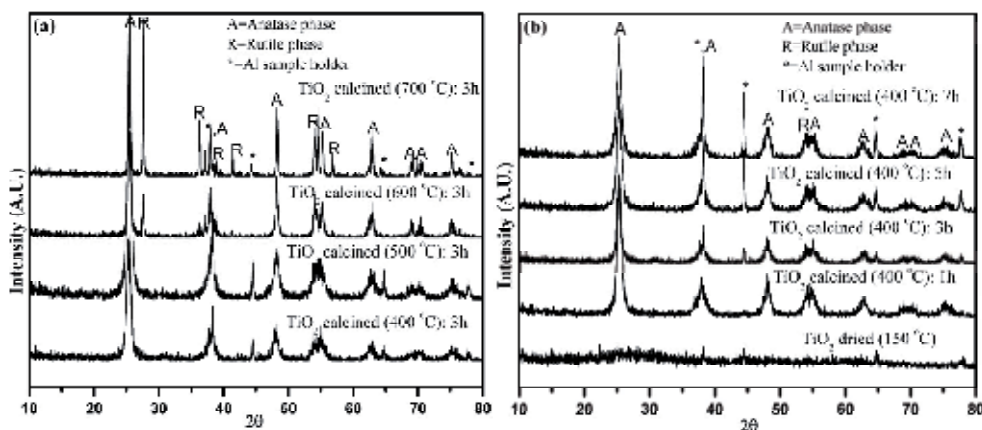 (a)
A R
A=Anatase phase
R=Rutile phase
*=Al sample holder
TiO2 calcined (700 °C): 3h
R * ,A R R * A R A R A * A A A *
TiO2 calcined (600 °C): 3h
TiO2 calcined (500 °C): 3h
TiO2 calcined (400 °C): 3h
Intensity (A.U.)
10 20 30 40 50 60 70 80
2θ
(b)
A
*,A
A=Anatase phase
R=Rutile phase
*=Al sample holder
TiO2 calcined (400 °C): 7h
* A R A A * A A A *
TiO2 calcined (400 °C): 5h
TiO2 calcined (400 °C): 3h
TiO2 calcined (400 °C): 1h
TiO2 dried (150 °C)
Intensity (A.U.)
10 20 30 40 50 60 70 80
2θ